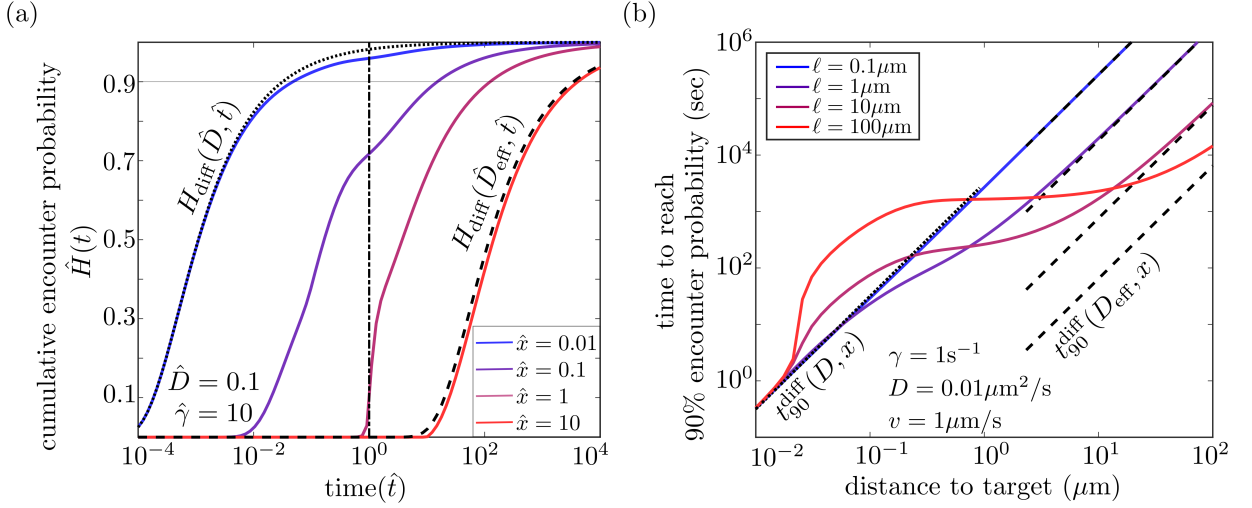 (a)
cumulative encounter probability
Ĥ(t)
0.9
0.7
0.5
0.3
0.1
H_diff(D̂, t̂)
H_diff(D̂_eff, t̂)
D̂ = 0.1
γ̂ = 10
x̂ = 0.01
x̂ = 0.1
x̂ = 1
x̂ = 10
10^-4
10^-2
10^0
10^2
10^4
time(t̂)
(b)
time to reach
90% encounter probability (sec)
10^6
10^4
10^2
10^0
ℓ = 0.1μm
ℓ = 1μm
ℓ = 10μm
ℓ = 100μm
t_90^diff(D, x)
t_90^diff(D_eff, x)
γ = 1s^-1
D = 0.01μm^2/s
v = 1μm/s
10^-2
10^-1
10^0
10^1
10^2
distance to target (μm)